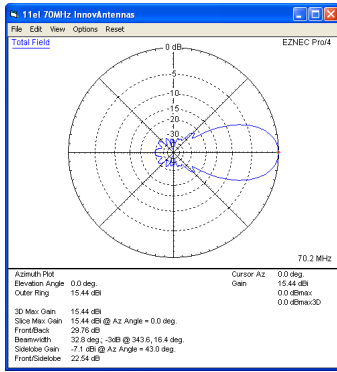 11el 70MHz InnovAntennas
File Edit View Options Reset
Total Field
0 dB
EZNEC Pro/4
-5
-10
-15
-20
-30
70.2 MHz
Azimuth Plot
Elevation Angle 0.0 deg.
Outer Ring 15.44 dBi
Cursor Az 0.0 deg.
Gain 15.44 dBi
0.0 dBmax
0.0 dBmax3D
3D Max Gain 15.44 dBi
Slice Max Gain 15.44 dBi @ Az Angle = 0.0 deg.
Front/Back 29.76 dB
Beamwidth 32.8 deg.; -3dB @ 343.6, 16.4 deg.
Sidelobe Gain -7.1 dBi @ Az Angle = 43.0 deg.
Front/Sidelobe 22.54 dB